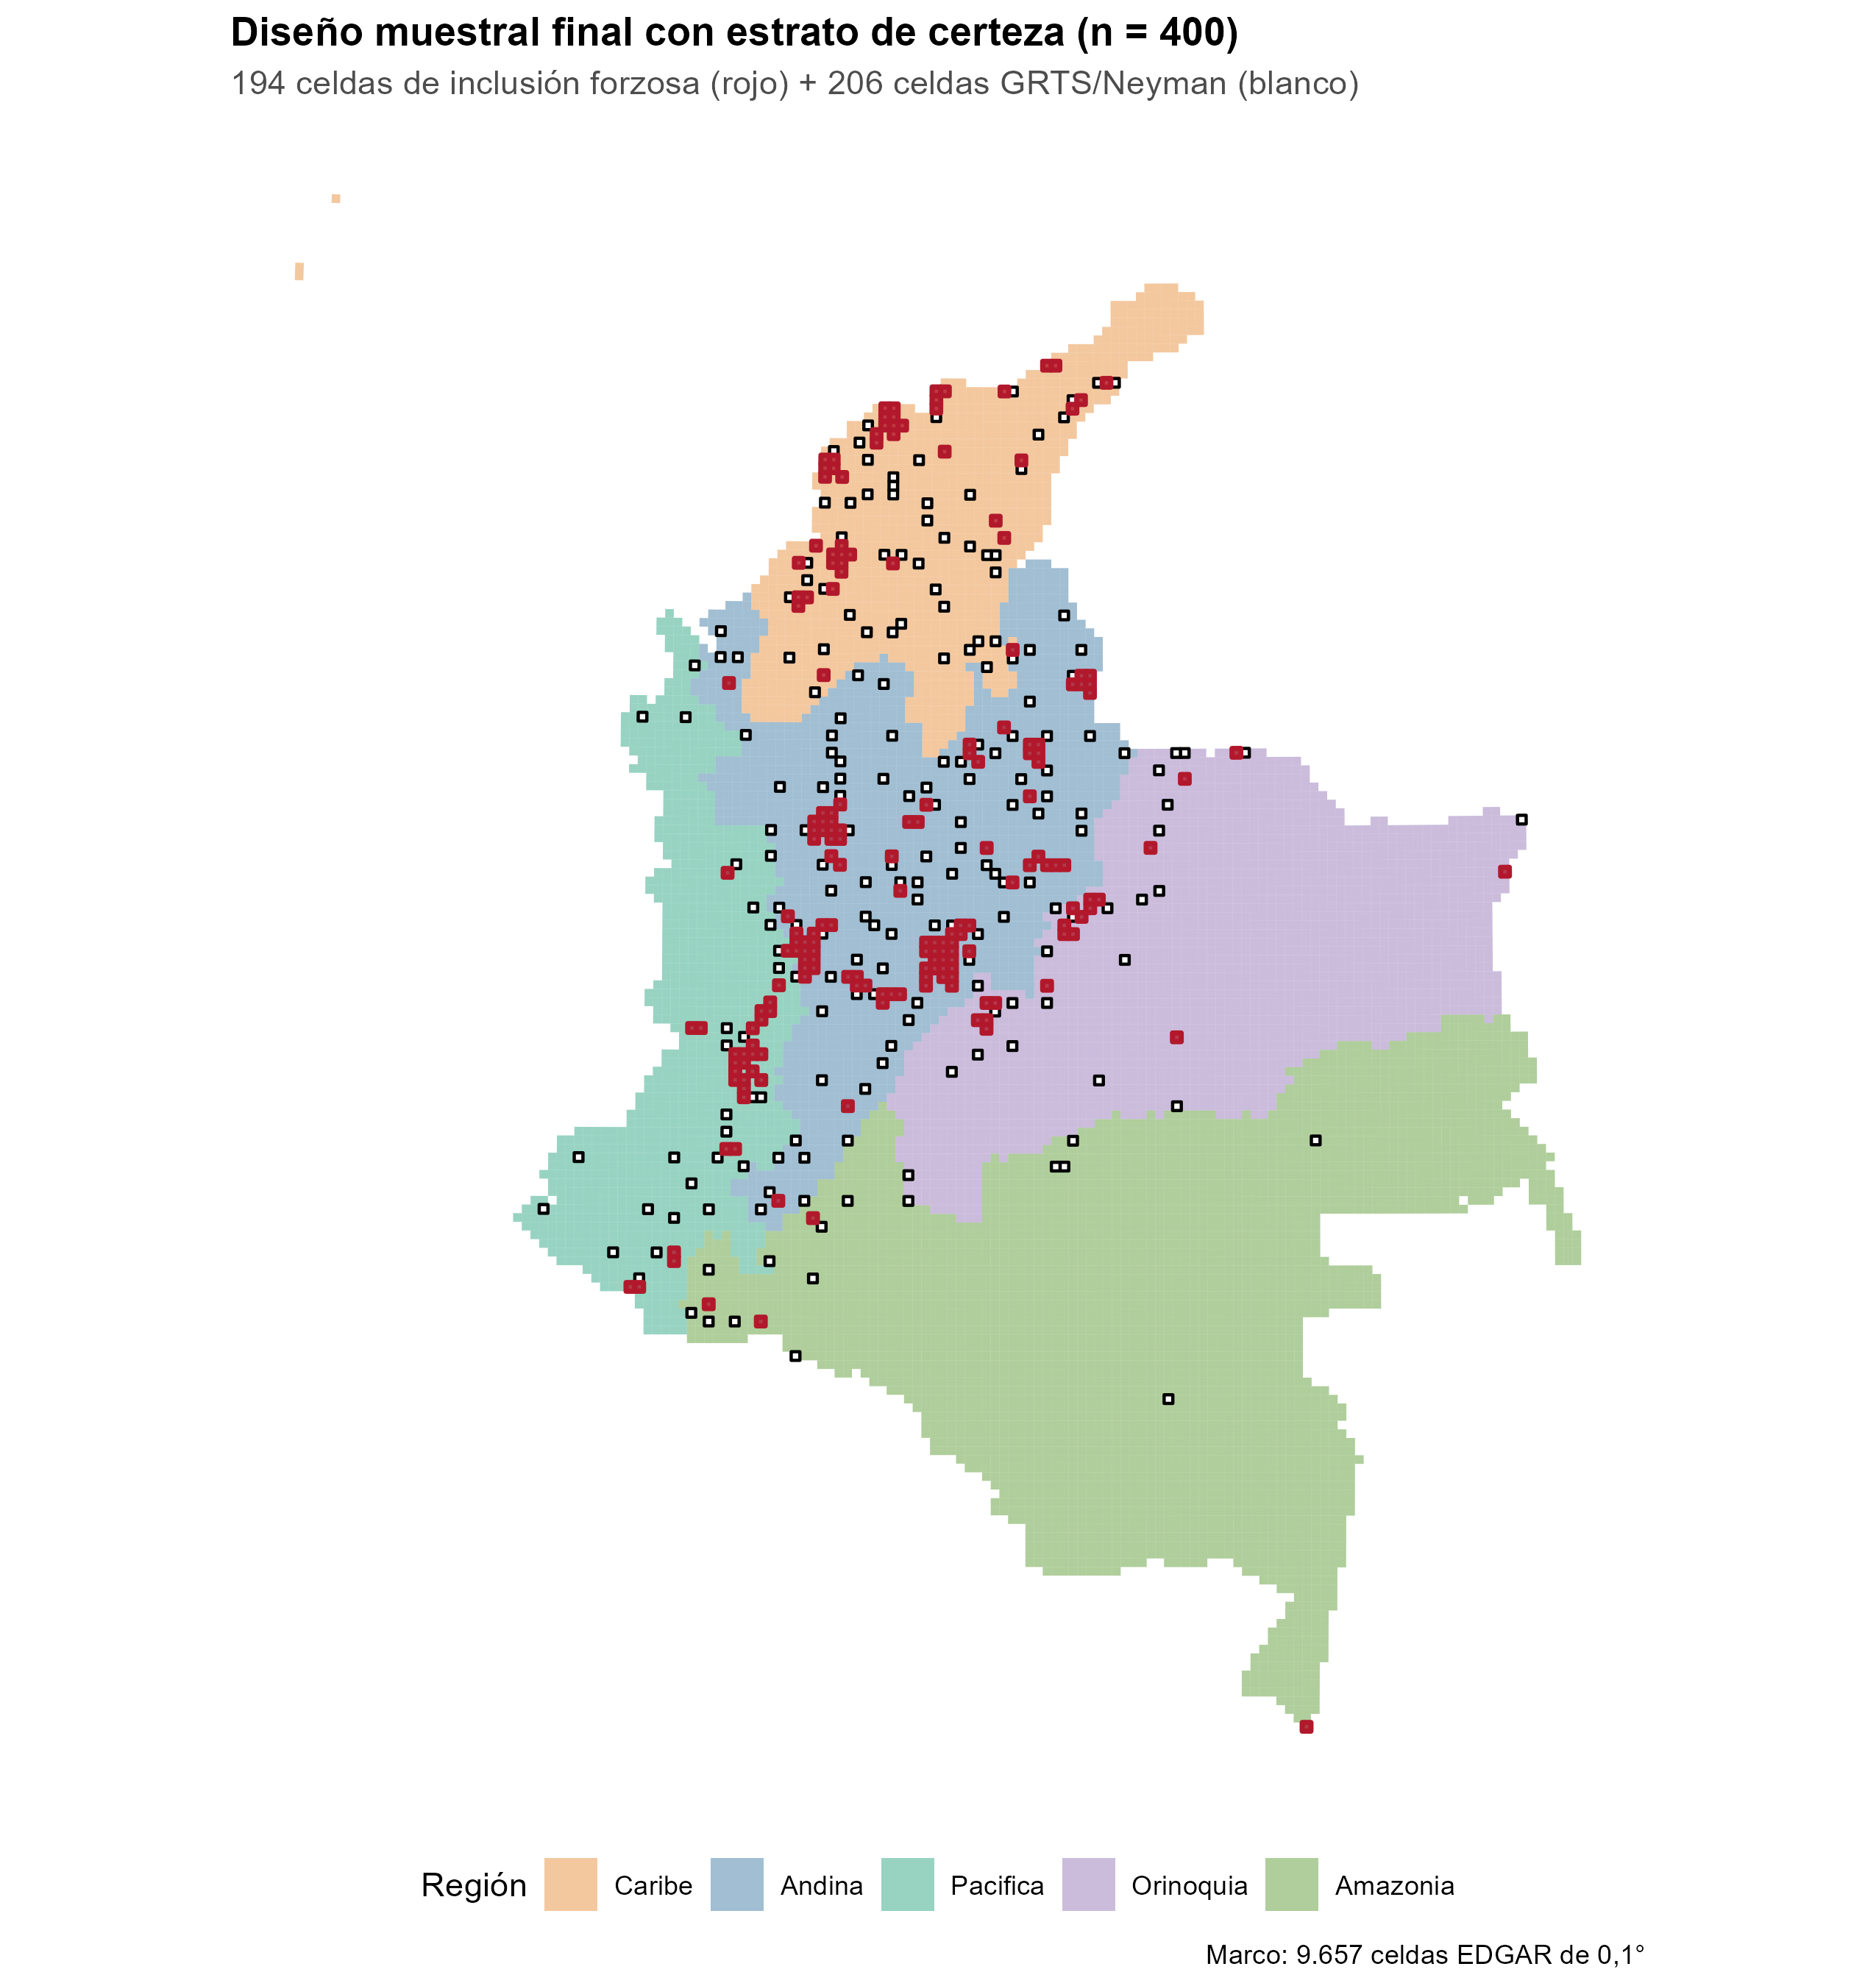 Diseño muestral final con estrato de certeza (n = 400)
194 celdas de inclusión forzosa (rojo) + 206 celdas GRTS/Neyman (blanco)
Región Caribe Andina Pacifica Orinoquia Amazonia
Marco: 9.657 celdas EDGAR de 0,1°